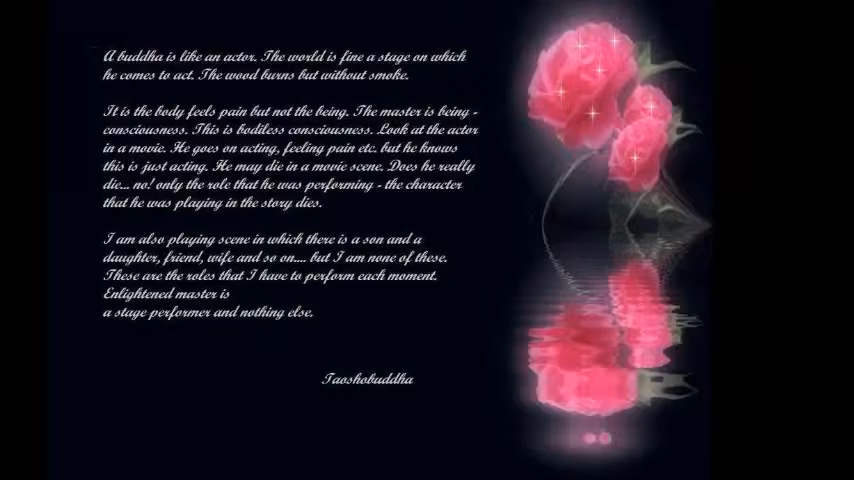 A buddha is like an actor. The world is fine a stage on which
he comes to act. The wood burns but without smoke.
It is the body feels pain but not the being. The master is being -
consciousness. This is bodiless consciousness. Look at the actor
in a movie. He goes on acting, feeling pain etc. but he knows
this is just acting. He may die in a movie scene. Does he really
die... no! only the role that he was performing - the character
that he was playing in the story dies.
I am also playing scene in which there is a son and a
daughter, friend, wife and so on.... but I am none of these.
These are the roles that I have to perform each moment.
Enlightened master is
a stage performer and nothing else.
Taoshobuddha